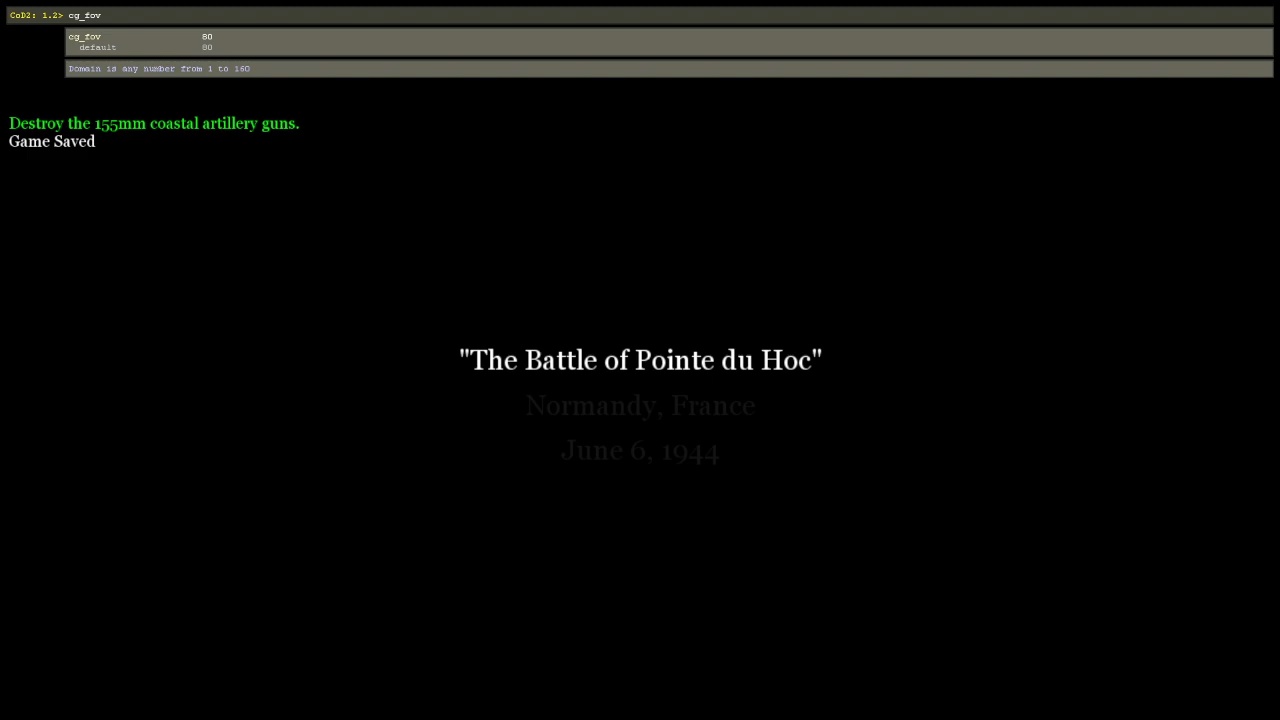 CoD2: 1.2> cg_fov
cg_fov 80
default 80
Domain is any number from 1 to 160
Destroy the 155mm coastal artillery guns.
Game Saved
"The Battle of Pointe du Hoc"
Normandy, France
June 6, 1944